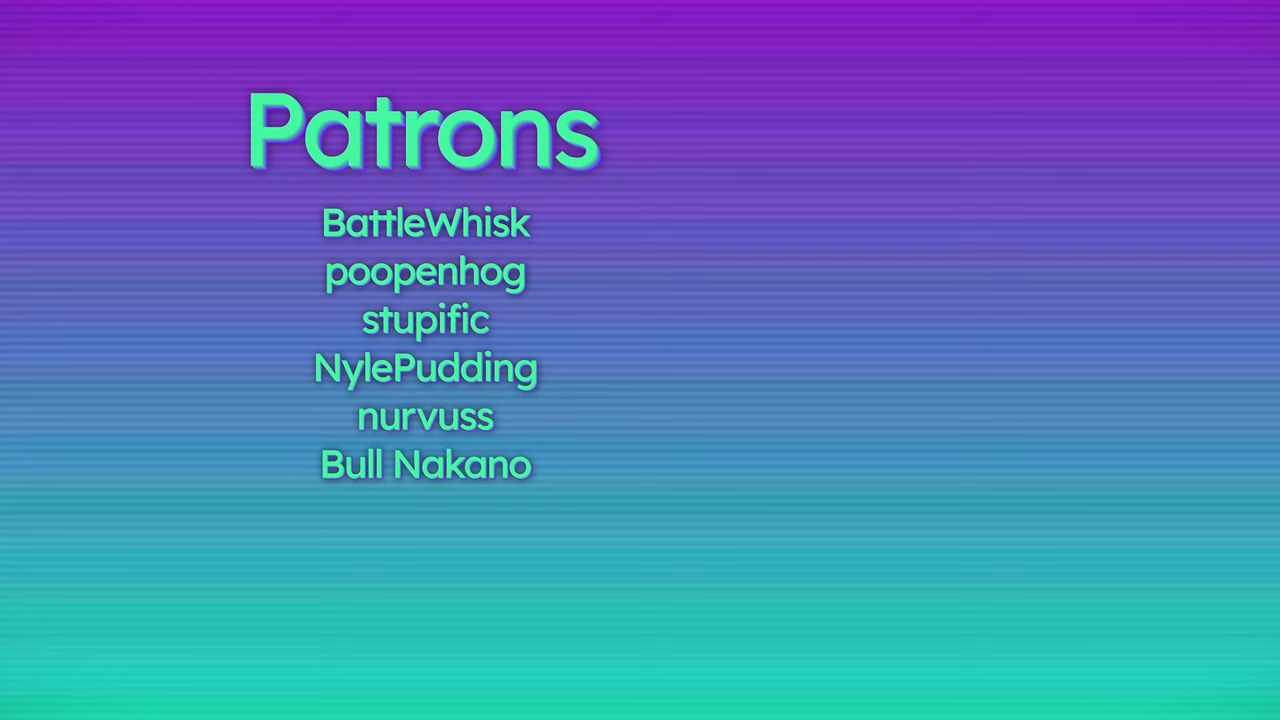 Patrons
BattleWhisk
poopenhog
stupific
NylePudding
nurvuss
Bull Nakano